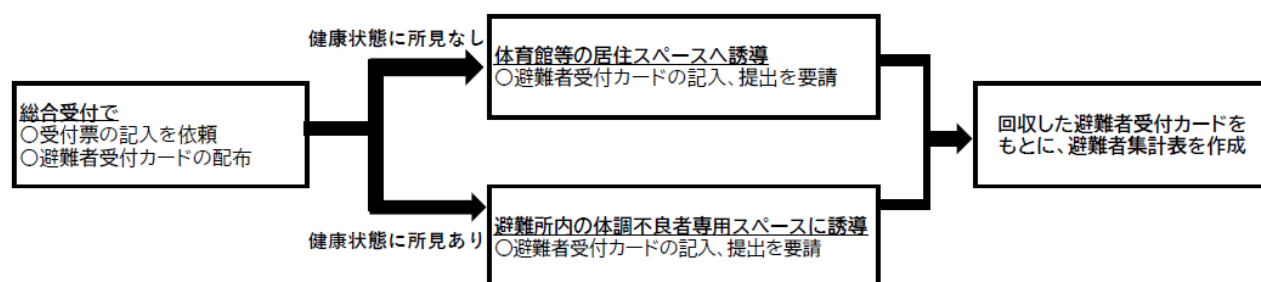 総合受付で
○受付票の記入を依頼
○避難者受付カードの配布
健康状態に所見なし
体育館等の居住スペースへ誘導
○避難者受付カードの記入、提出を要請
健康状態に所見あり
避難所内の体調不良者専用スペースに誘導
○避難者受付カードの記入、提出を要請
回収した避難者受付カードを
もとに、避難者集計表を作成